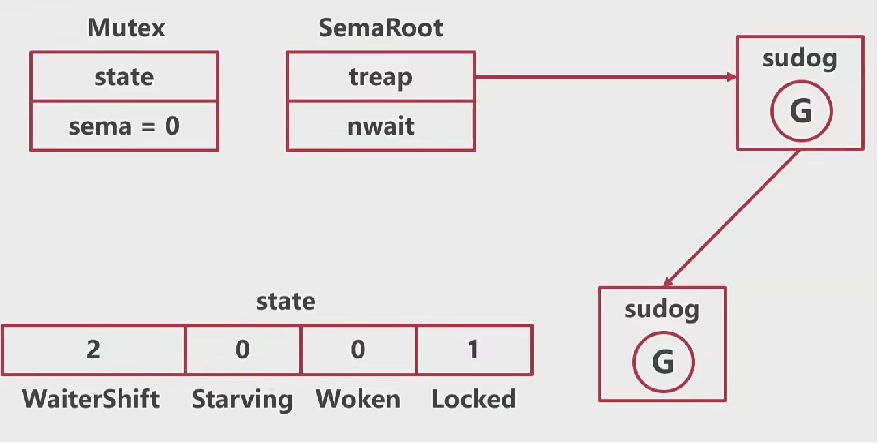 Mutex
state
sema = 0
SemaRoot
treap
nwait
sudog
G
sudog
G
state
2 0 0 1
WaiterShift Starving Woken Locked